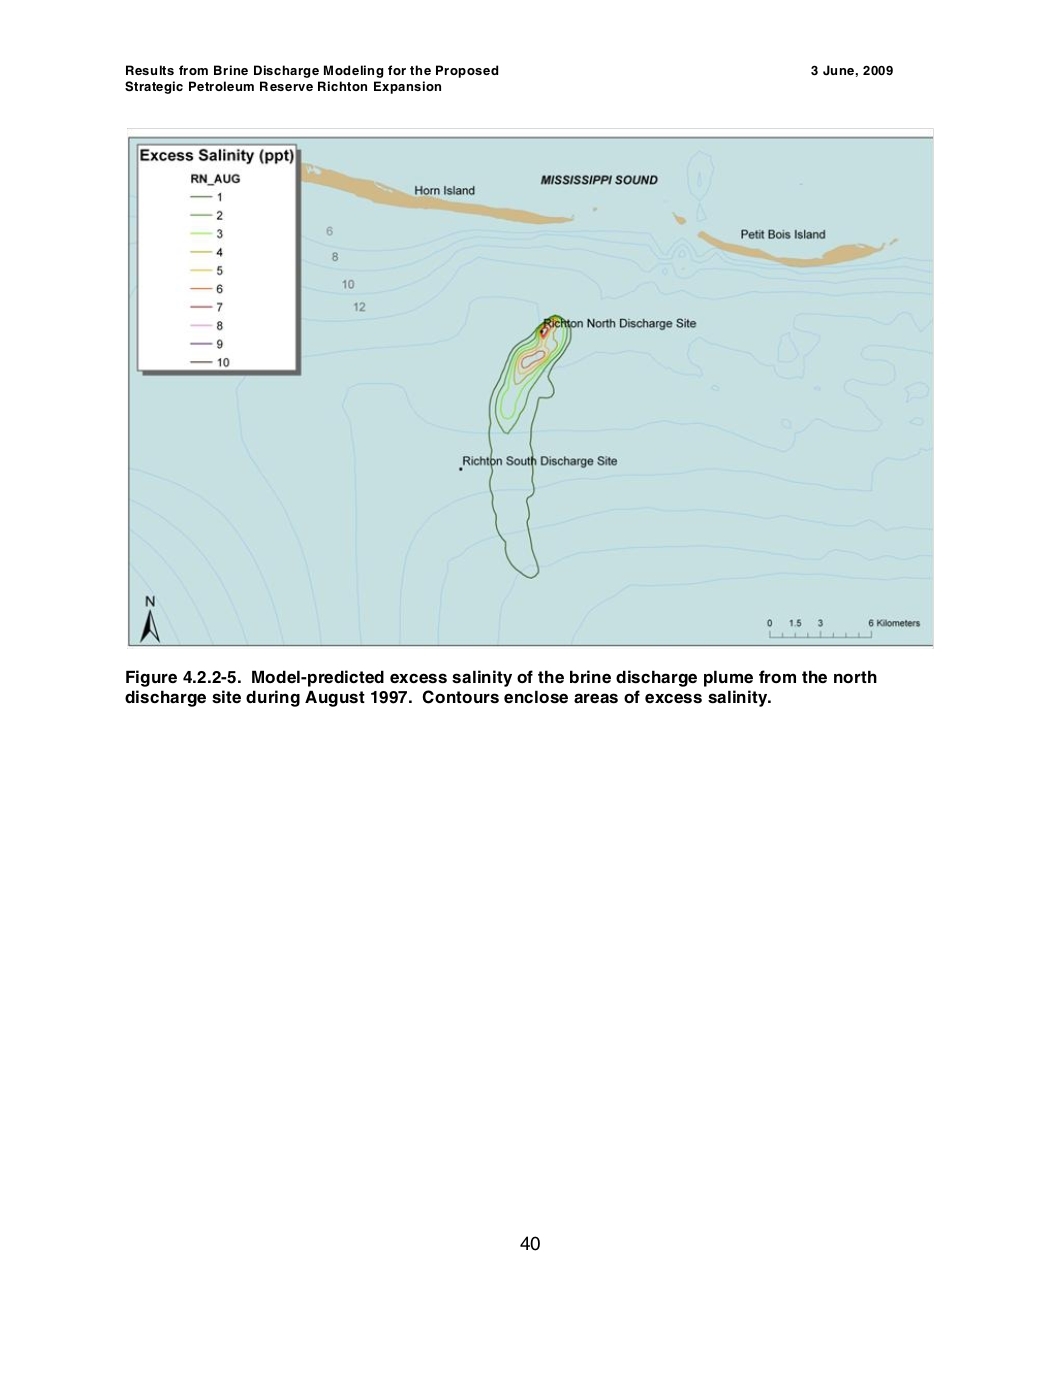 Results from Brine Discharge Modeling for the Proposed
Strategic Petroleum Reserve Richton Expansion
3 June, 2009
Excess Salinity (ppt)
RN_AUG
1
2
3
4
5
6
7
8
9
10
Horn Island
MISSISSIPPI SOUND
Petit Bois Island
6
8
10
12
Richton North Discharge Site
Richton South Discharge Site
N
0 1.5 3 6 Kilometers
Figure 4.2.2-5. Model-predicted excess salinity of the brine discharge plume from the north
discharge site during August 1997. Contours enclose areas of excess salinity.
40